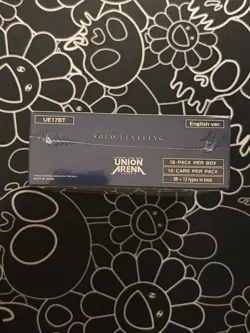 UE17BT
English ver.
SOLO LEVELING
UNION
ARENA
16-PACK PER BOX
12-CARD PER PACK